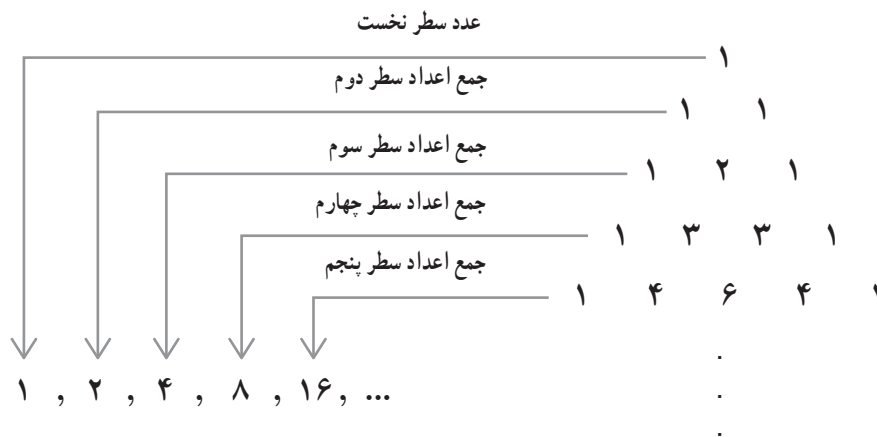 عدد سطر نخست
۱
جمع اعداد سطر دوم
۱ ۱
جمع اعداد سطر سوم
۱ ۲ ۱
جمع اعداد سطر چهارم
۱ ۳ ۳ ۱
جمع اعداد سطر پنجم
۱ ۴ ۶ ۴ ۱
۱ , ۲ , ۴ , ۸ , ۱۶, ...
.
.
.